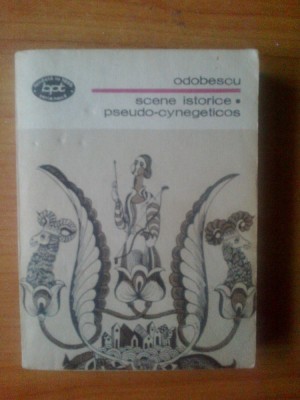 bpt
odobescu
scene istorice •
pseudo-cynegeticos